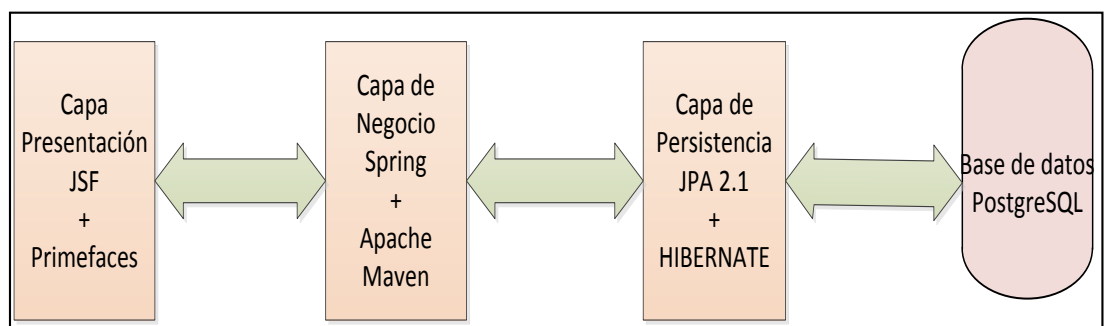 Capa
Presentación
JSF
+
Primefaces
Capa de
Negocio
Spring
+
Apache
Maven
Capa de
Persistencia
JPA 2.1
+
HIBERNATE
Base de datos
PostgreSQL